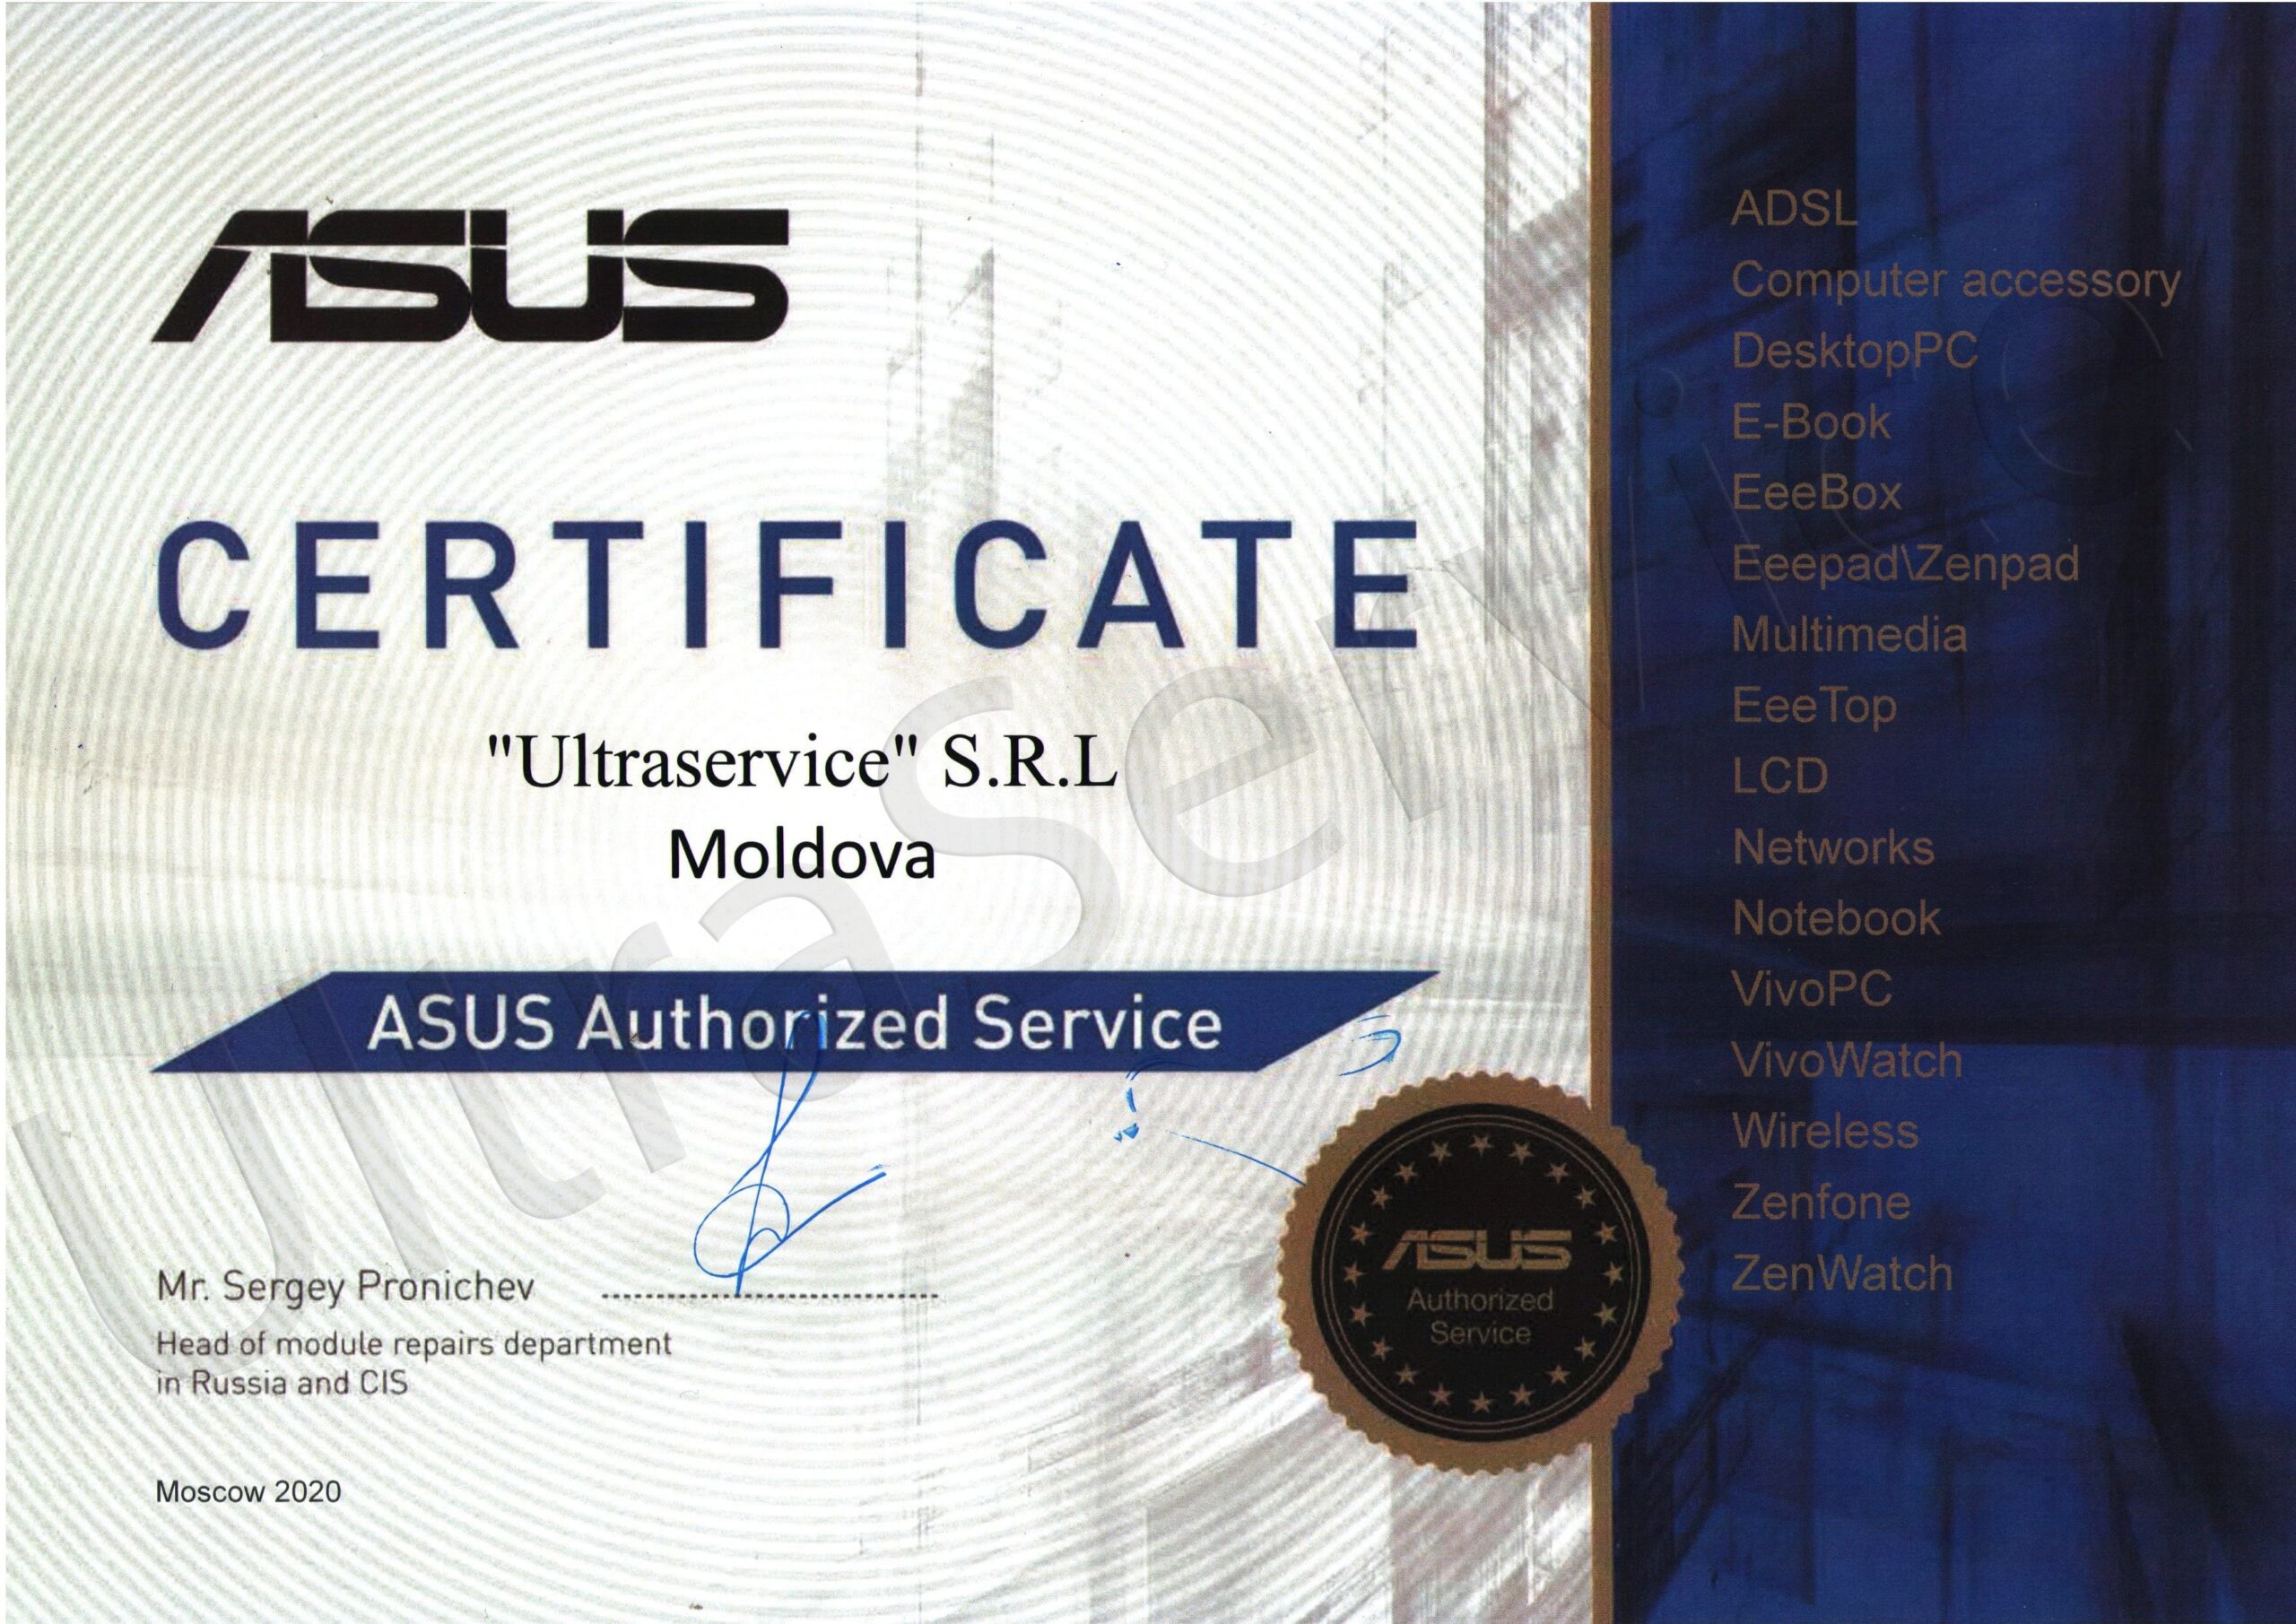 ASUS
CERTIFICATE
"Ultraservice" S.R.L
Moldova
ASUS Authorized Service
Mr. Sergey Pronichev
Head of module repairs department
in Russia and CIS
Moscow 2020
ASUS
Authorized
Service
ADSL
Computer accessory
DesktopPC
E-Book
EeeBox
Eeepad\Zenpad
Multimedia
EeeTop
LCD
Networks
Notebook
VivoPC
VivoWatch
Wireless
Zenfone
ZenWatch
UltraService